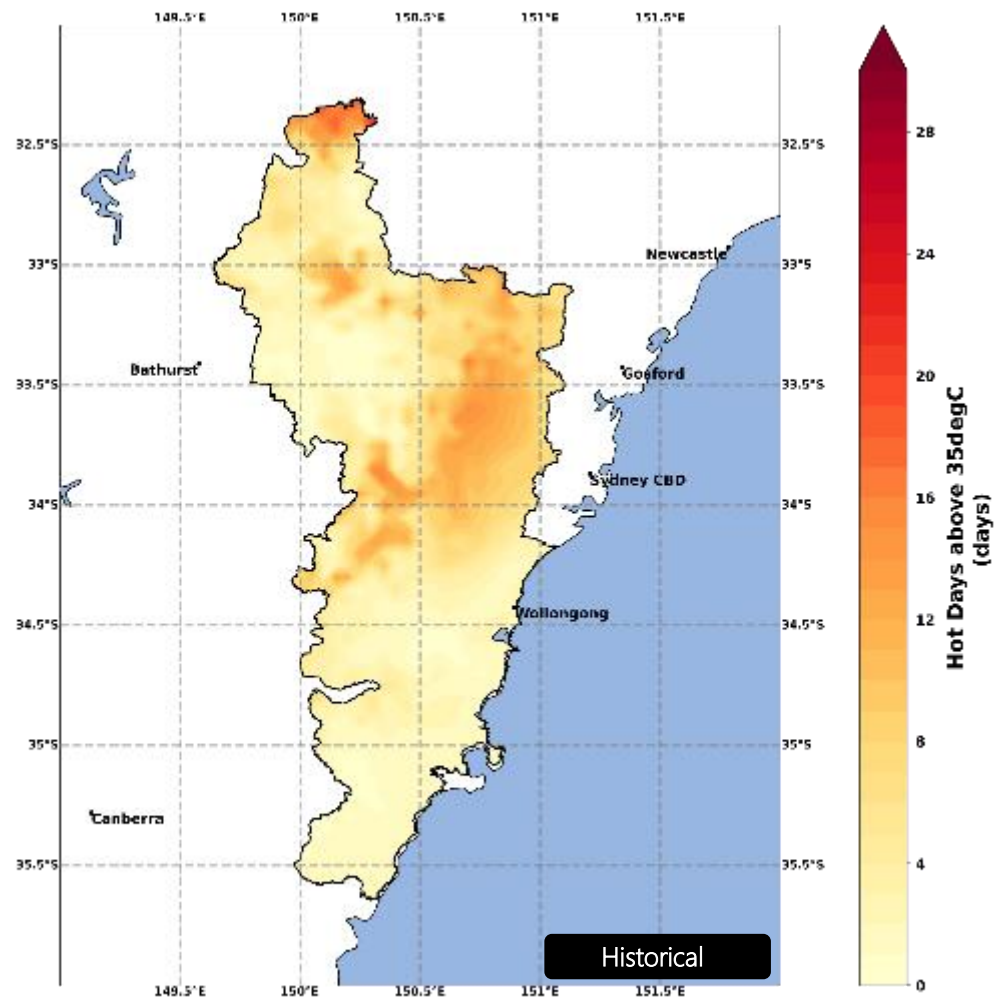 149.5°E 150°E 150.5°E 151°E 151.5°E
32.5°S 32.5°S 28
Newcastle 24
33°S 33°S
Bathurst Gosford 20
33.5°S 33.5°S
Sydney CBD
34°S 34°S 16
Wollongong 12
34.5°S 34.5°S
35°S 35°S 8
Canberra
35.5°S 35.5°S 4
Historical
0
149.5°E 150°E 150.5°E 151°E 151.5°E
Hot Days above 35degC
(days)